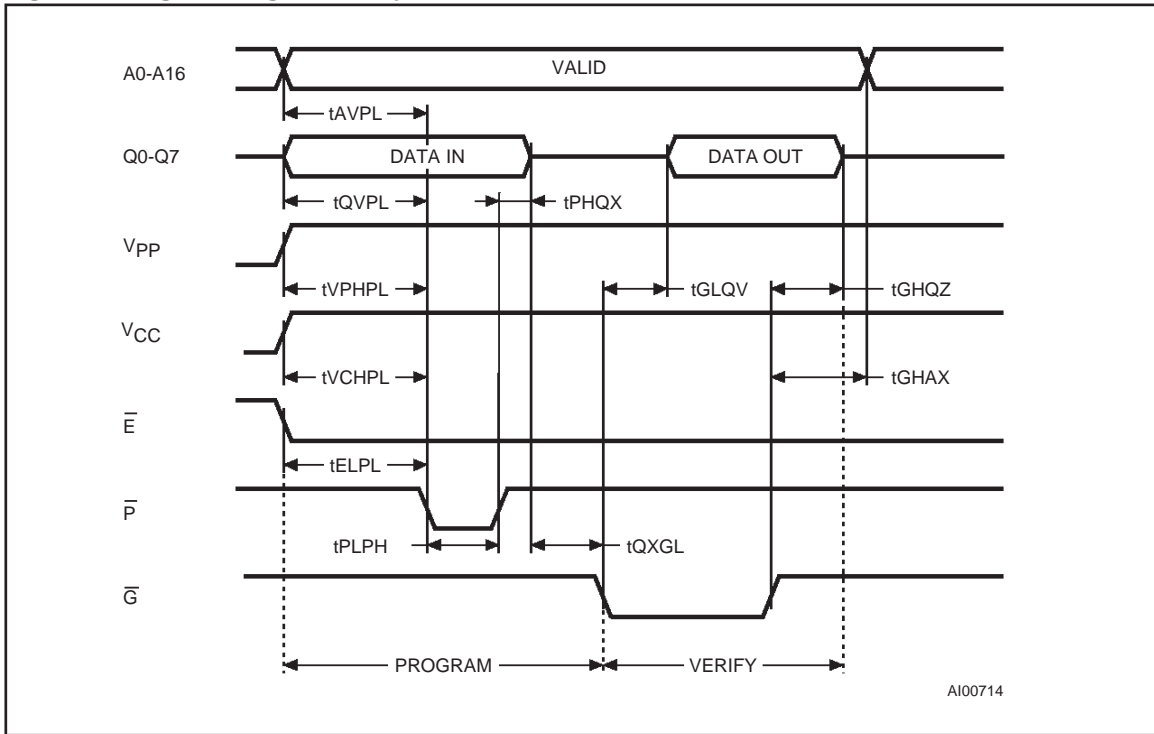 A0-A16
VALID
tAVPL
Q0-Q7
DATA IN
DATA OUT
tQVPL
tPHQX
VPP
tVPHPL
tGLQV
tGHQZ
VCC
tVCHPL
tGHAX
E̅
tELPL
P̅
tPLPH
tQXGL
G̅
PROGRAM
VERIFY
AI00714